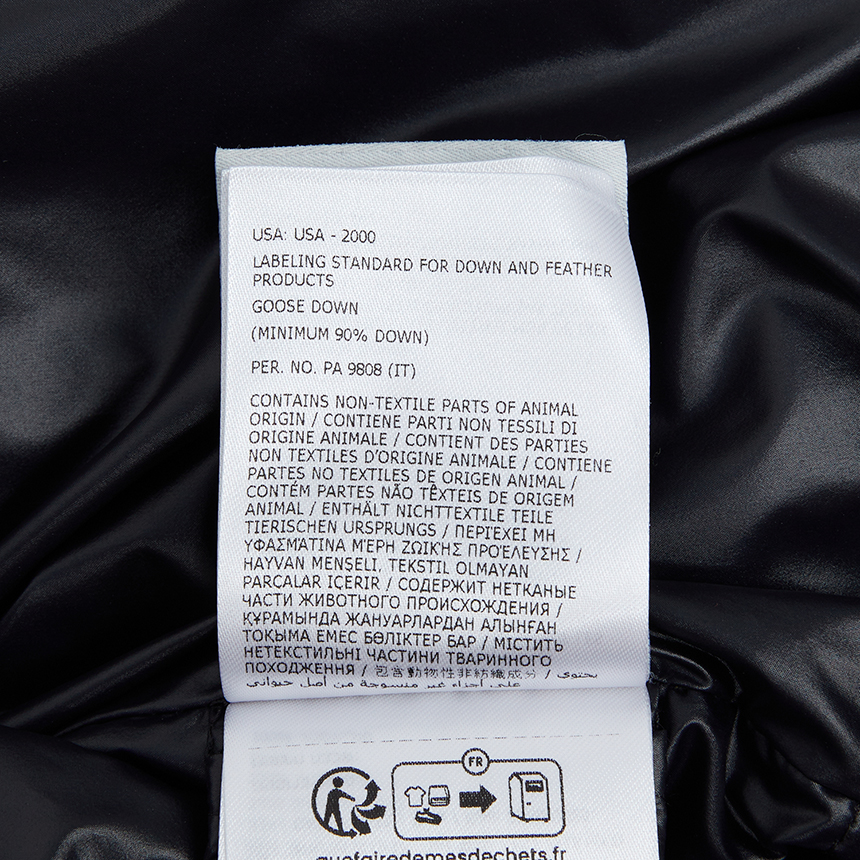 USA: USA - 2000
LABELING STANDARD FOR DOWN AND FEATHER
PRODUCTS
GOOSE DOWN
(MINIMUM 90% DOWN)
PER. NO. PA 9808 (IT)
CONTAINS NON-TEXTILE PARTS OF ANIMAL
ORIGIN / CONTIENE PARTI NON TESSILI DI
ORIGINE ANIMALE / CONTIENT DES PARTIES
NON TEXTILES D'ORIGINE ANIMALE / CONTIENE
PARTES NO TEXTILES DE ORIGEN ANIMAL /
CONTÉM PARTES NÃO TÊXTEIS DE ORIGEM
ANIMAL / ENTHÄLT NICHTTEXTILE TEILE
TIERISCHEN URSPRUNGS / ΠΕΡΙΈΧΕΙ ΜΗ
ΥΦΑΣΜΆΤΙΝΑ ΜΈΡΗ ΖΩΙΚΉΣ ΠΡΟΈΛΕΥΣΗΣ /
HAYVAN MENSELİ, TEKSTIL OLMAYAN
PARCALAR IÇERIR / СОДЕРЖИТ НЕТКАНЫЕ
ЧАСТИ ЖИВОТНОГО ПРОИСХОЖДЕНИЯ /
ҚҰРАМЫНДА ЖАНУАРЛАРДАН АЛЫНҒАН
ТОҚЫМА ЕМЕС БӨЛІКТЕР БАР / МІСТИТЬ
НЕТЕКСТИЛЬНІ ЧАСТИНИ ТВАРИННОГО
ПОХОДЖЕННЯ / 包含動物性非紡織成分 / يحتوي
على أجزاء غير منسوجة من أصل حيواني
FR
quefairedemesdechets.fr